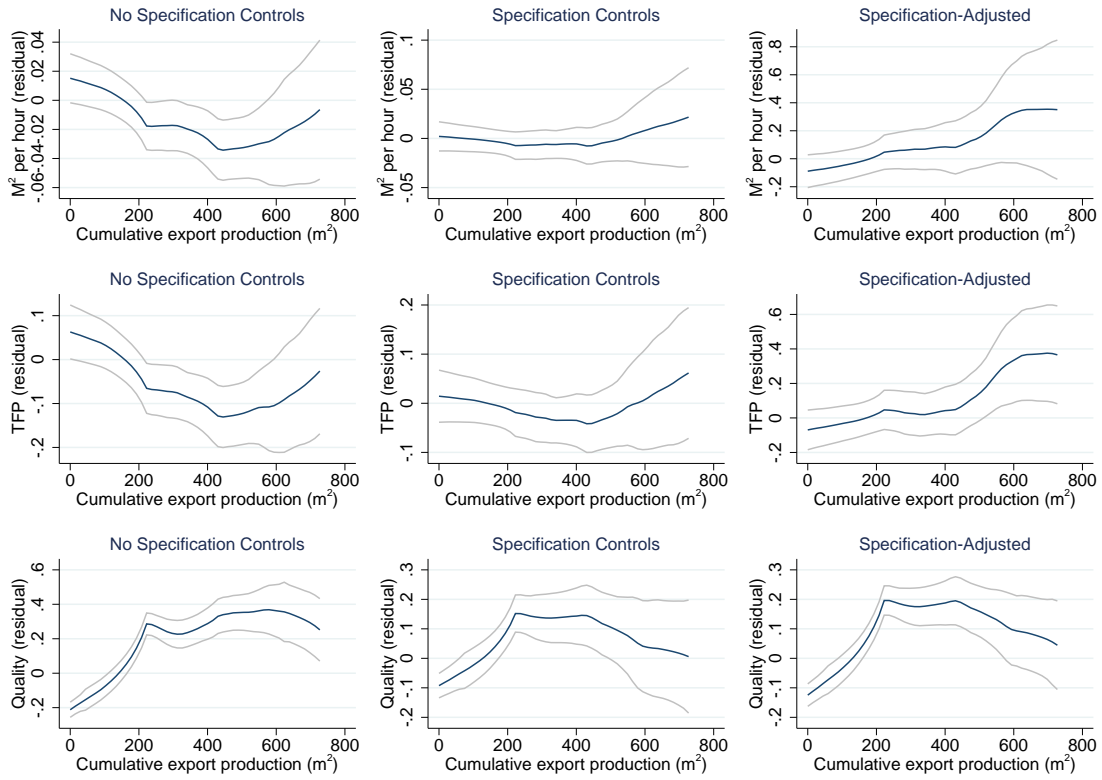 No Specification Controls
M² per hour (residual)
-.06 -.04 -.02 0 .02 .04
0 200 400 600 800
Cumulative export production (m²)
Specification Controls
M² per hour (residual)
-.05 0 .05 .1
0 200 400 600 800
Cumulative export production (m²)
Specification-Adjusted
M² per hour (residual)
-.2 0 .2 .4 .6 .8
0 200 400 600 800
Cumulative export production (m²)
No Specification Controls
TFP (residual)
-.2 -.1 0 .1
0 200 400 600 800
Cumulative export production (m²)
Specification Controls
TFP (residual)
-.1 0 .1 .2
0 200 400 600 800
Cumulative export production (m²)
Specification-Adjusted
TFP (residual)
-.2 0 .2 .4 .6
0 200 400 600 800
Cumulative export production (m²)
No Specification Controls
Quality (residual)
-.2 0 .2 .4 .6
0 200 400 600 800
Cumulative export production (m²)
Specification Controls
Quality (residual)
-.2 -.1 0 .1 .2 .3
0 200 400 600 800
Cumulative export production (m²)
Specification-Adjusted
Quality (residual)
-.2 -.1 0 .1 .2 .3
0 200 400 600 800
Cumulative export production (m²)